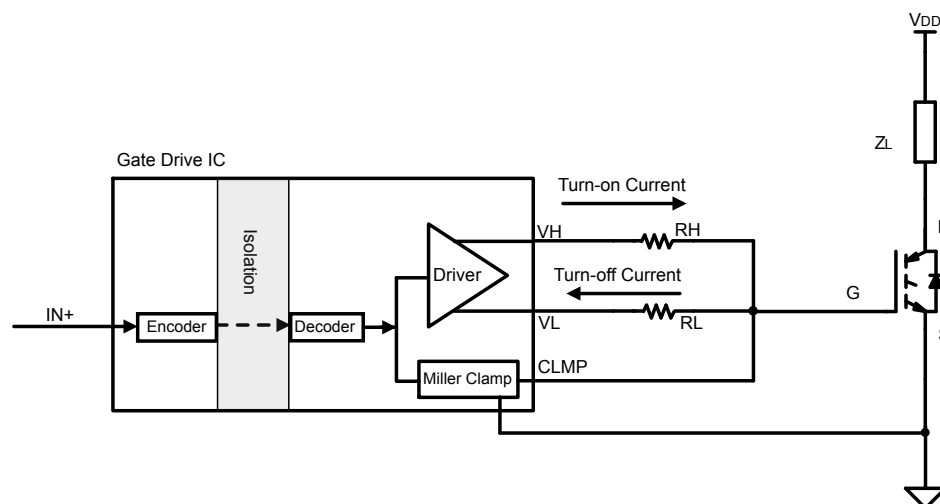 VDD
ZL
Gate Drive IC
Turn-on Current
VH
RH
Isolation
Driver
Turn-off Current
G
IN+
Encoder
Decoder
VL
RL
Miller Clamp
CLMP